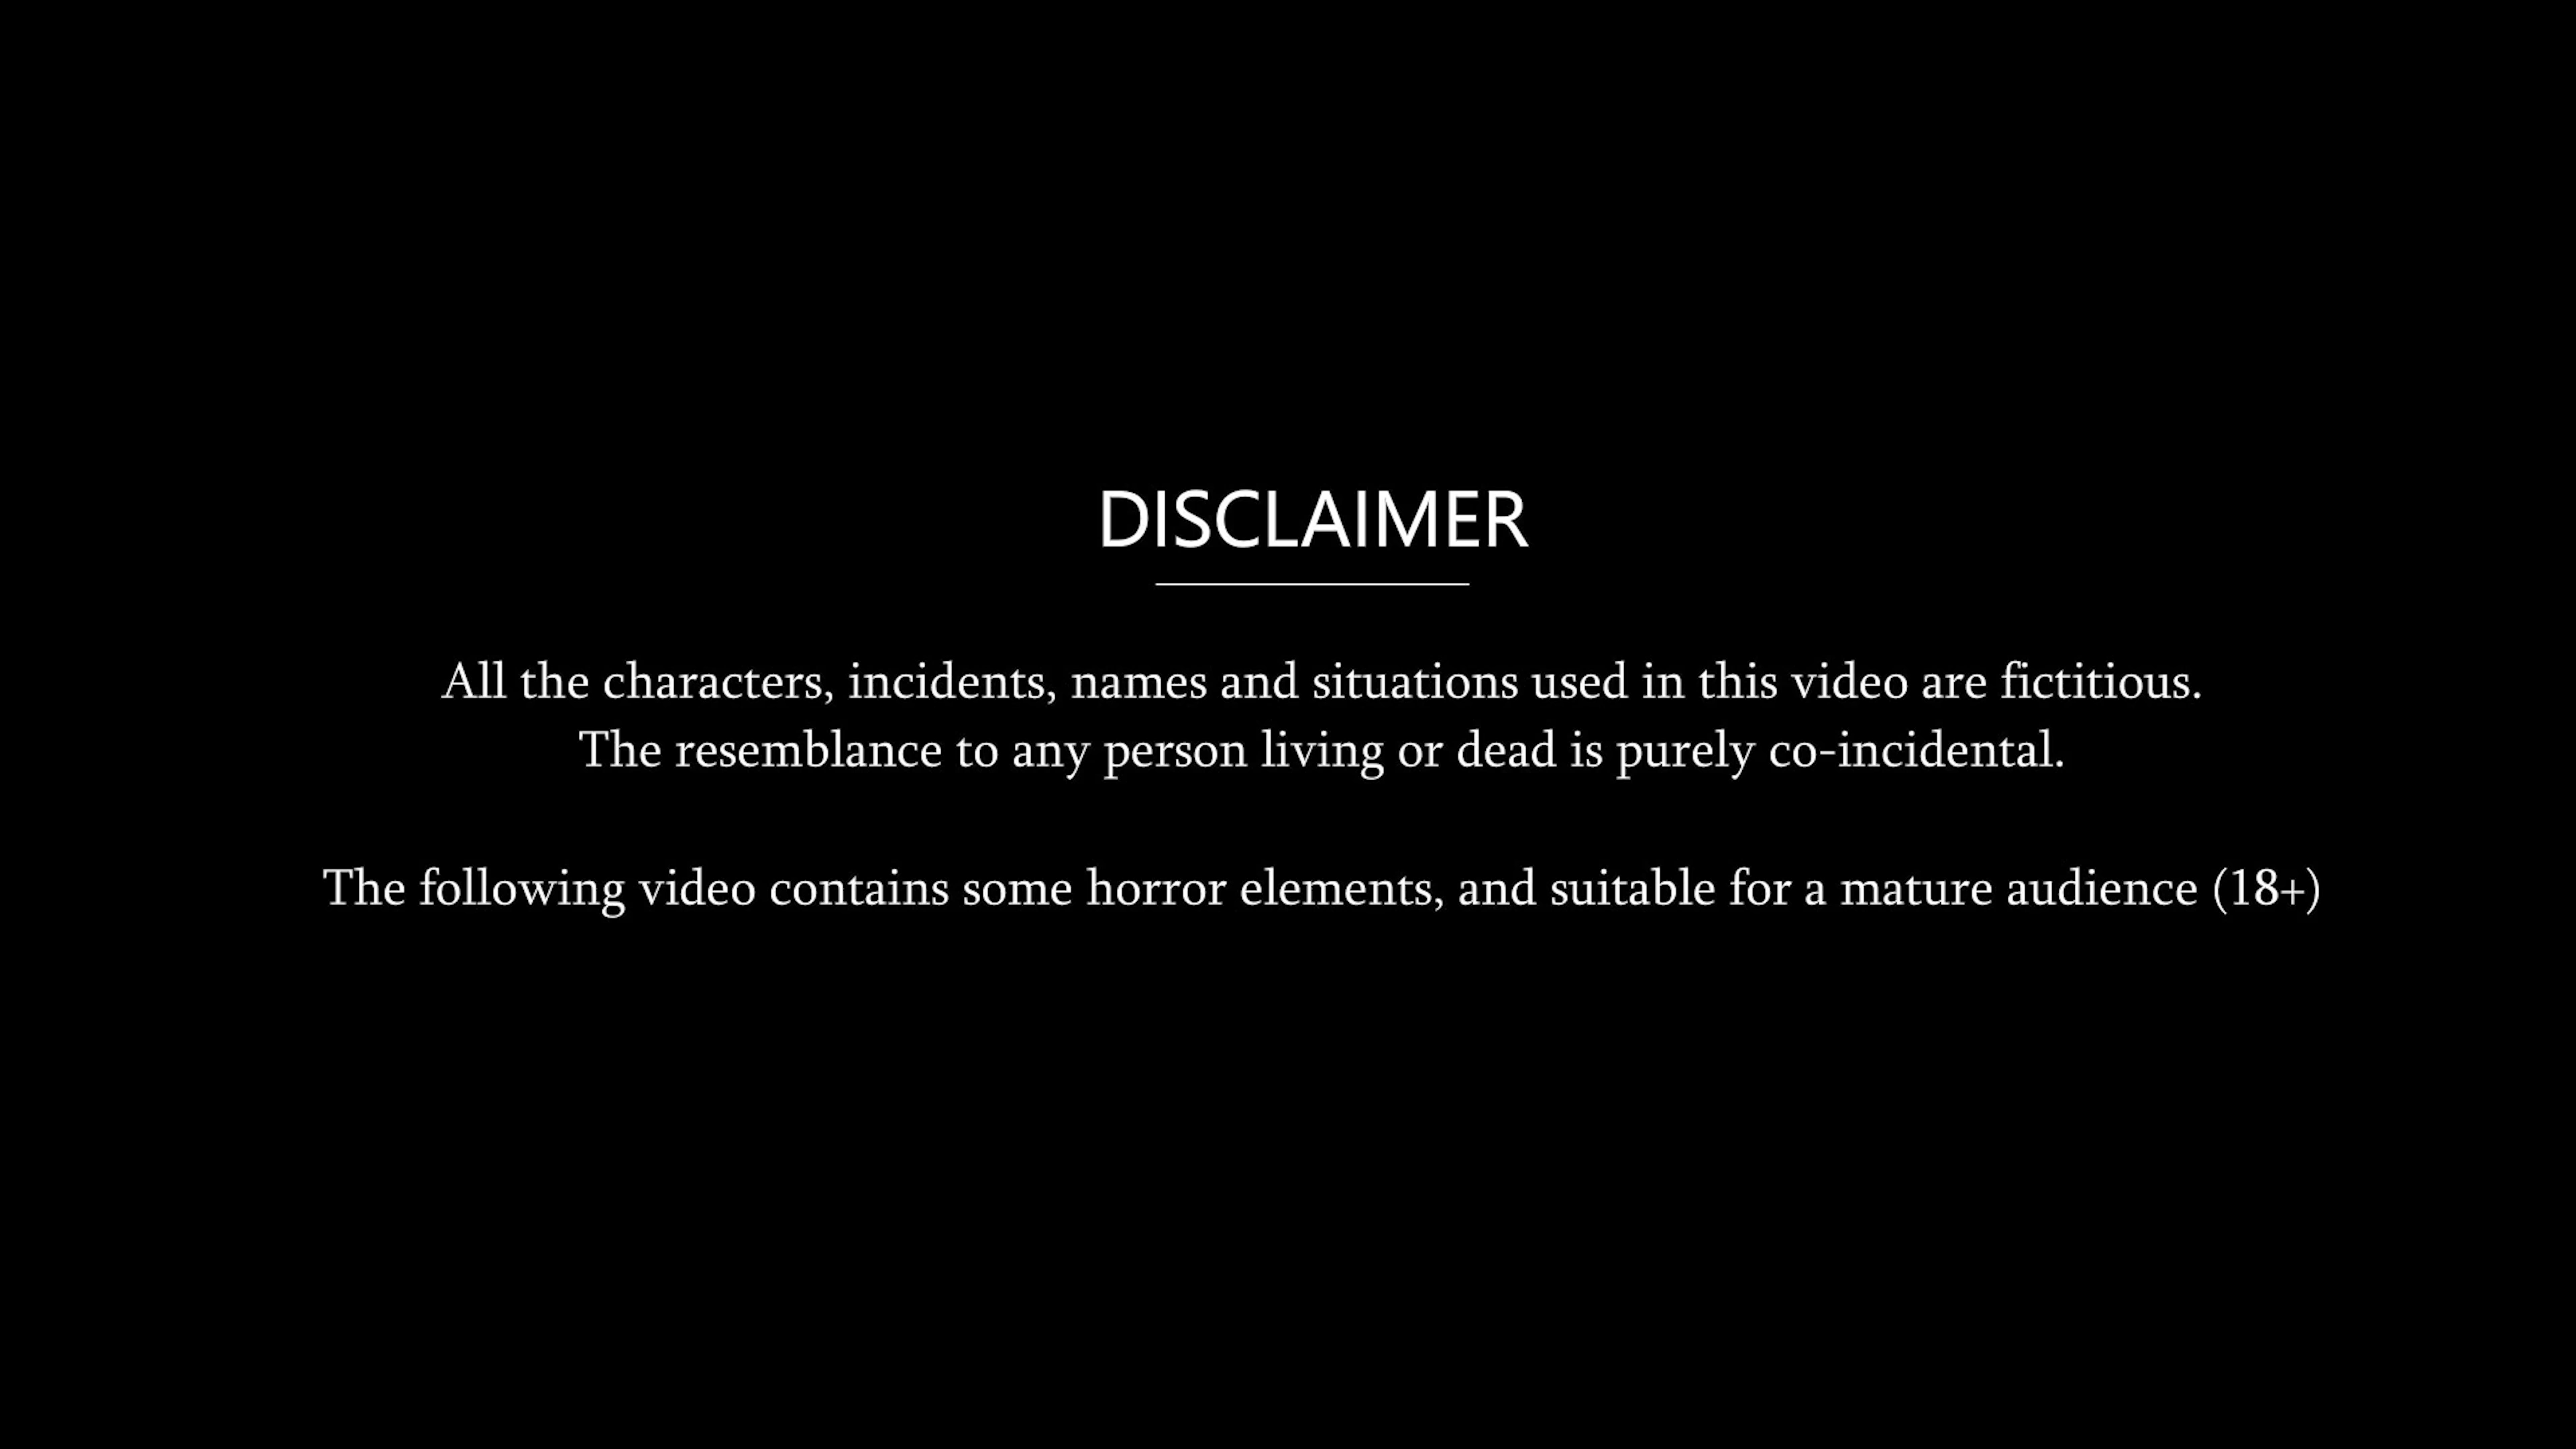 DISCLAIMER
All the characters, incidents, names and situations used in this video are fictitious.
The resemblance to any person living or dead is purely co-incidental.
The following video contains some horror elements, and suitable for a mature audience (18+)